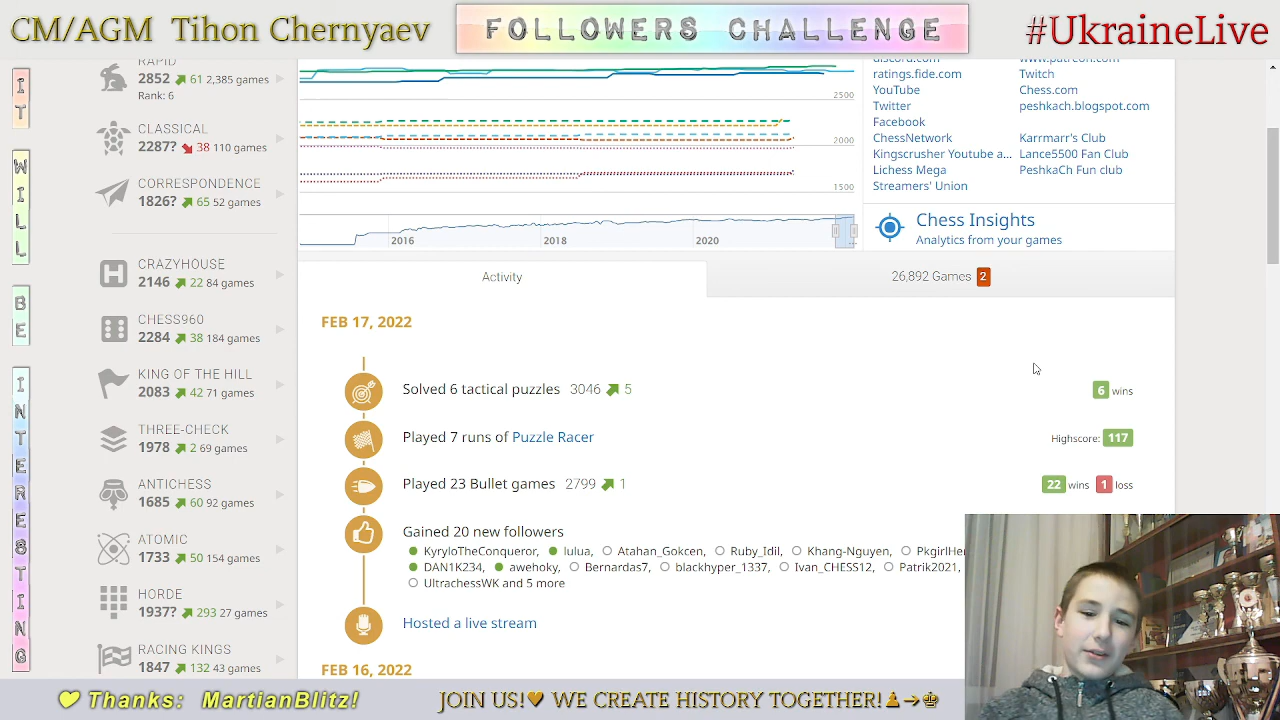 CM/AGM Tihon Chernyaev
FOLLOWERS CHALLENGE
#UkraineLive
IT WILL BE INTERESTING
RAPID
2852 61 2,385 games
Rank: 6
CLASSICAL
2287? 38 110 games
CORRESPONDENCE
1826? 65 52 games
CRAZYHOUSE
2146 22 84 games
CHESS960
2284 38 184 games
KING OF THE HILL
2083 42 71 games
THREE-CHECK
1978 2 69 games
ANTICHESS
1685 60 92 games
ATOMIC
1733 50 154 games
HORDE
1937? 293 27 games
RACING KINGS
1847 132 43 games
2500
2000
1500
2016 2018 2020
discord.com www.patreon.com
ratings.fide.com Twitch
YouTube Chess.com
Twitter peshkach.blogspot.com
Facebook
ChessNetwork Karrmarr's Club
Kingscrusher Youtube a... Lance5500 Fan Club
Lichess Mega PeshkaCh Fun club
Streamers' Union
Chess Insights
Analytics from your games
Activity
26,892 Games 2
FEB 17, 2022
Solved 6 tactical puzzles 3046 5 6 wins
Played 7 runs of Puzzle Racer Highscore: 117
Played 23 Bullet games 2799 1 22 wins 1 loss
Gained 20 new followers
KyryloTheConqueror, lulua, Atahan_Gokcen, Ruby_Idil, Khang-Nguyen,
DAN1K234, awehoky, Bernardas7, blackhyper_1337, Ivan_CHESS12, Patrik2021,
UltrachessWK and 5 more
Hosted a live stream
FEB 16, 2022
Thanks: MartianBlitz!
JOIN US! WE CREATE HISTORY TOGETHER!